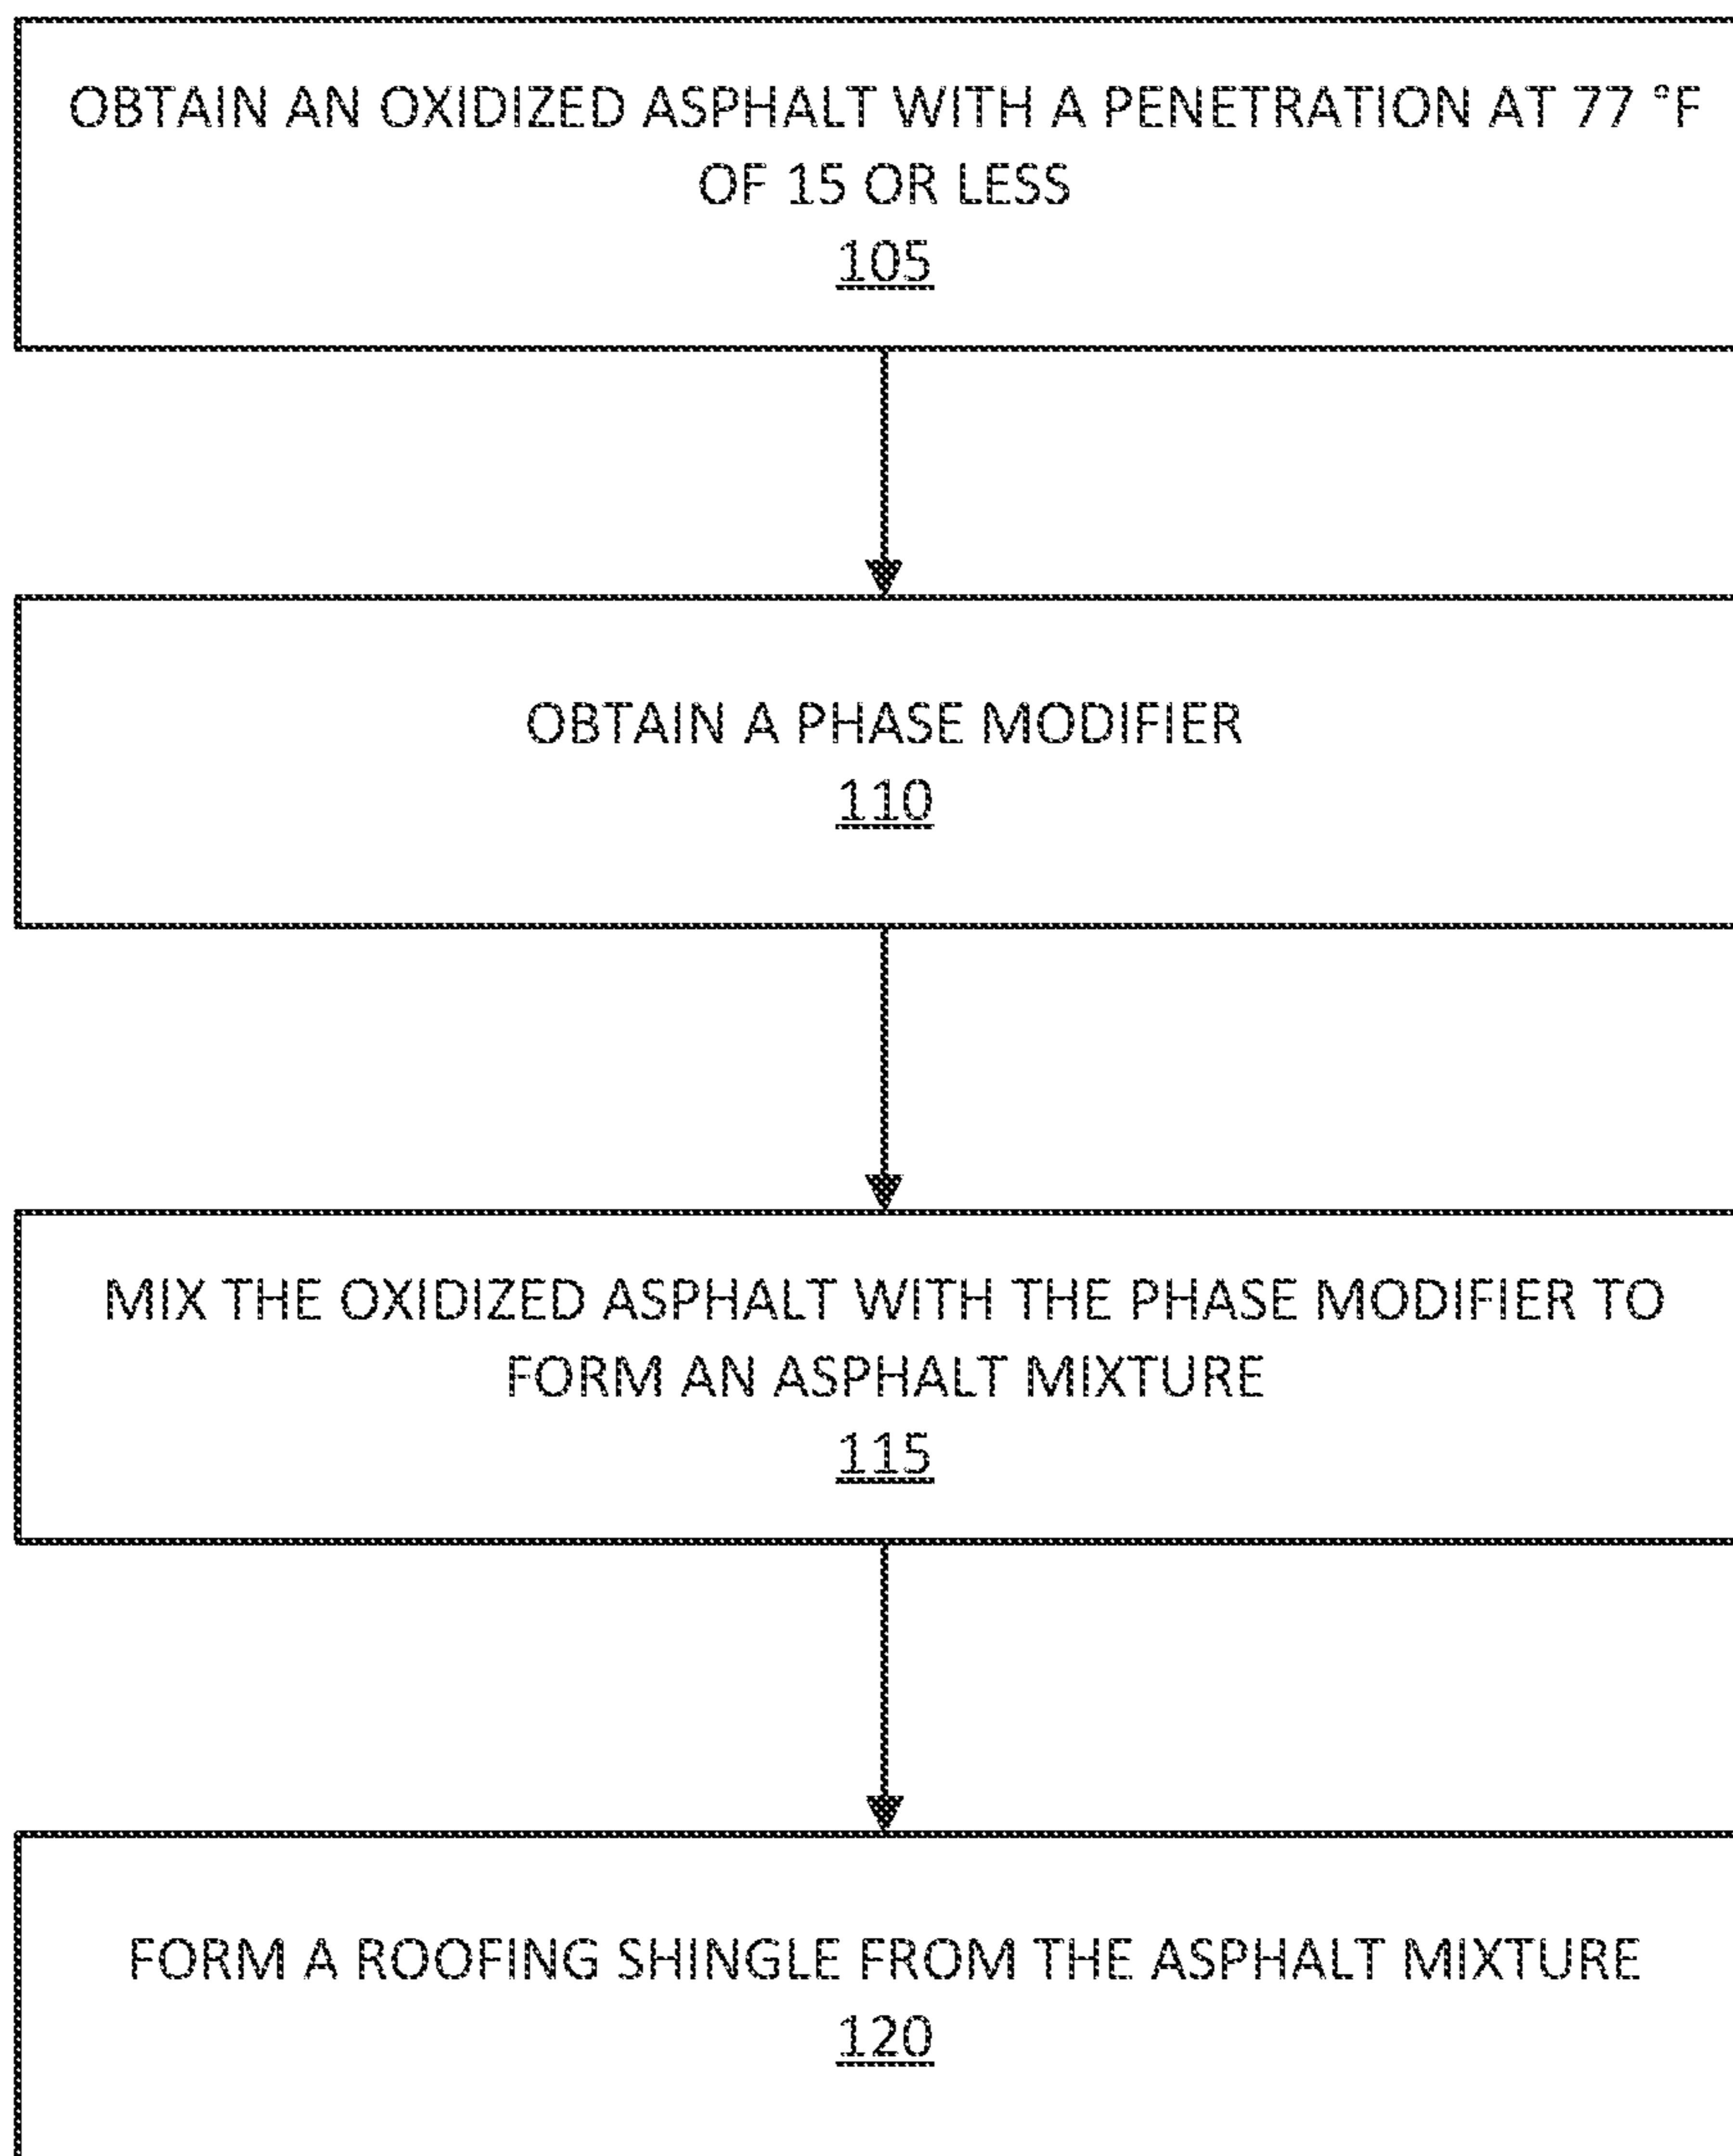 OBTAIN AN OXIDIZED ASPHALT WITH A PENETRATION AT 77 °F
OF 15 OR LESS
105
OBTAIN A PHASE MODIFIER
110
MIX THE OXIDIZED ASPHALT WITH THE PHASE MODIFIER TO
FORM AN ASPHALT MIXTURE
115
FORM A ROOFING SHINGLE FROM THE ASPHALT MIXTURE
120